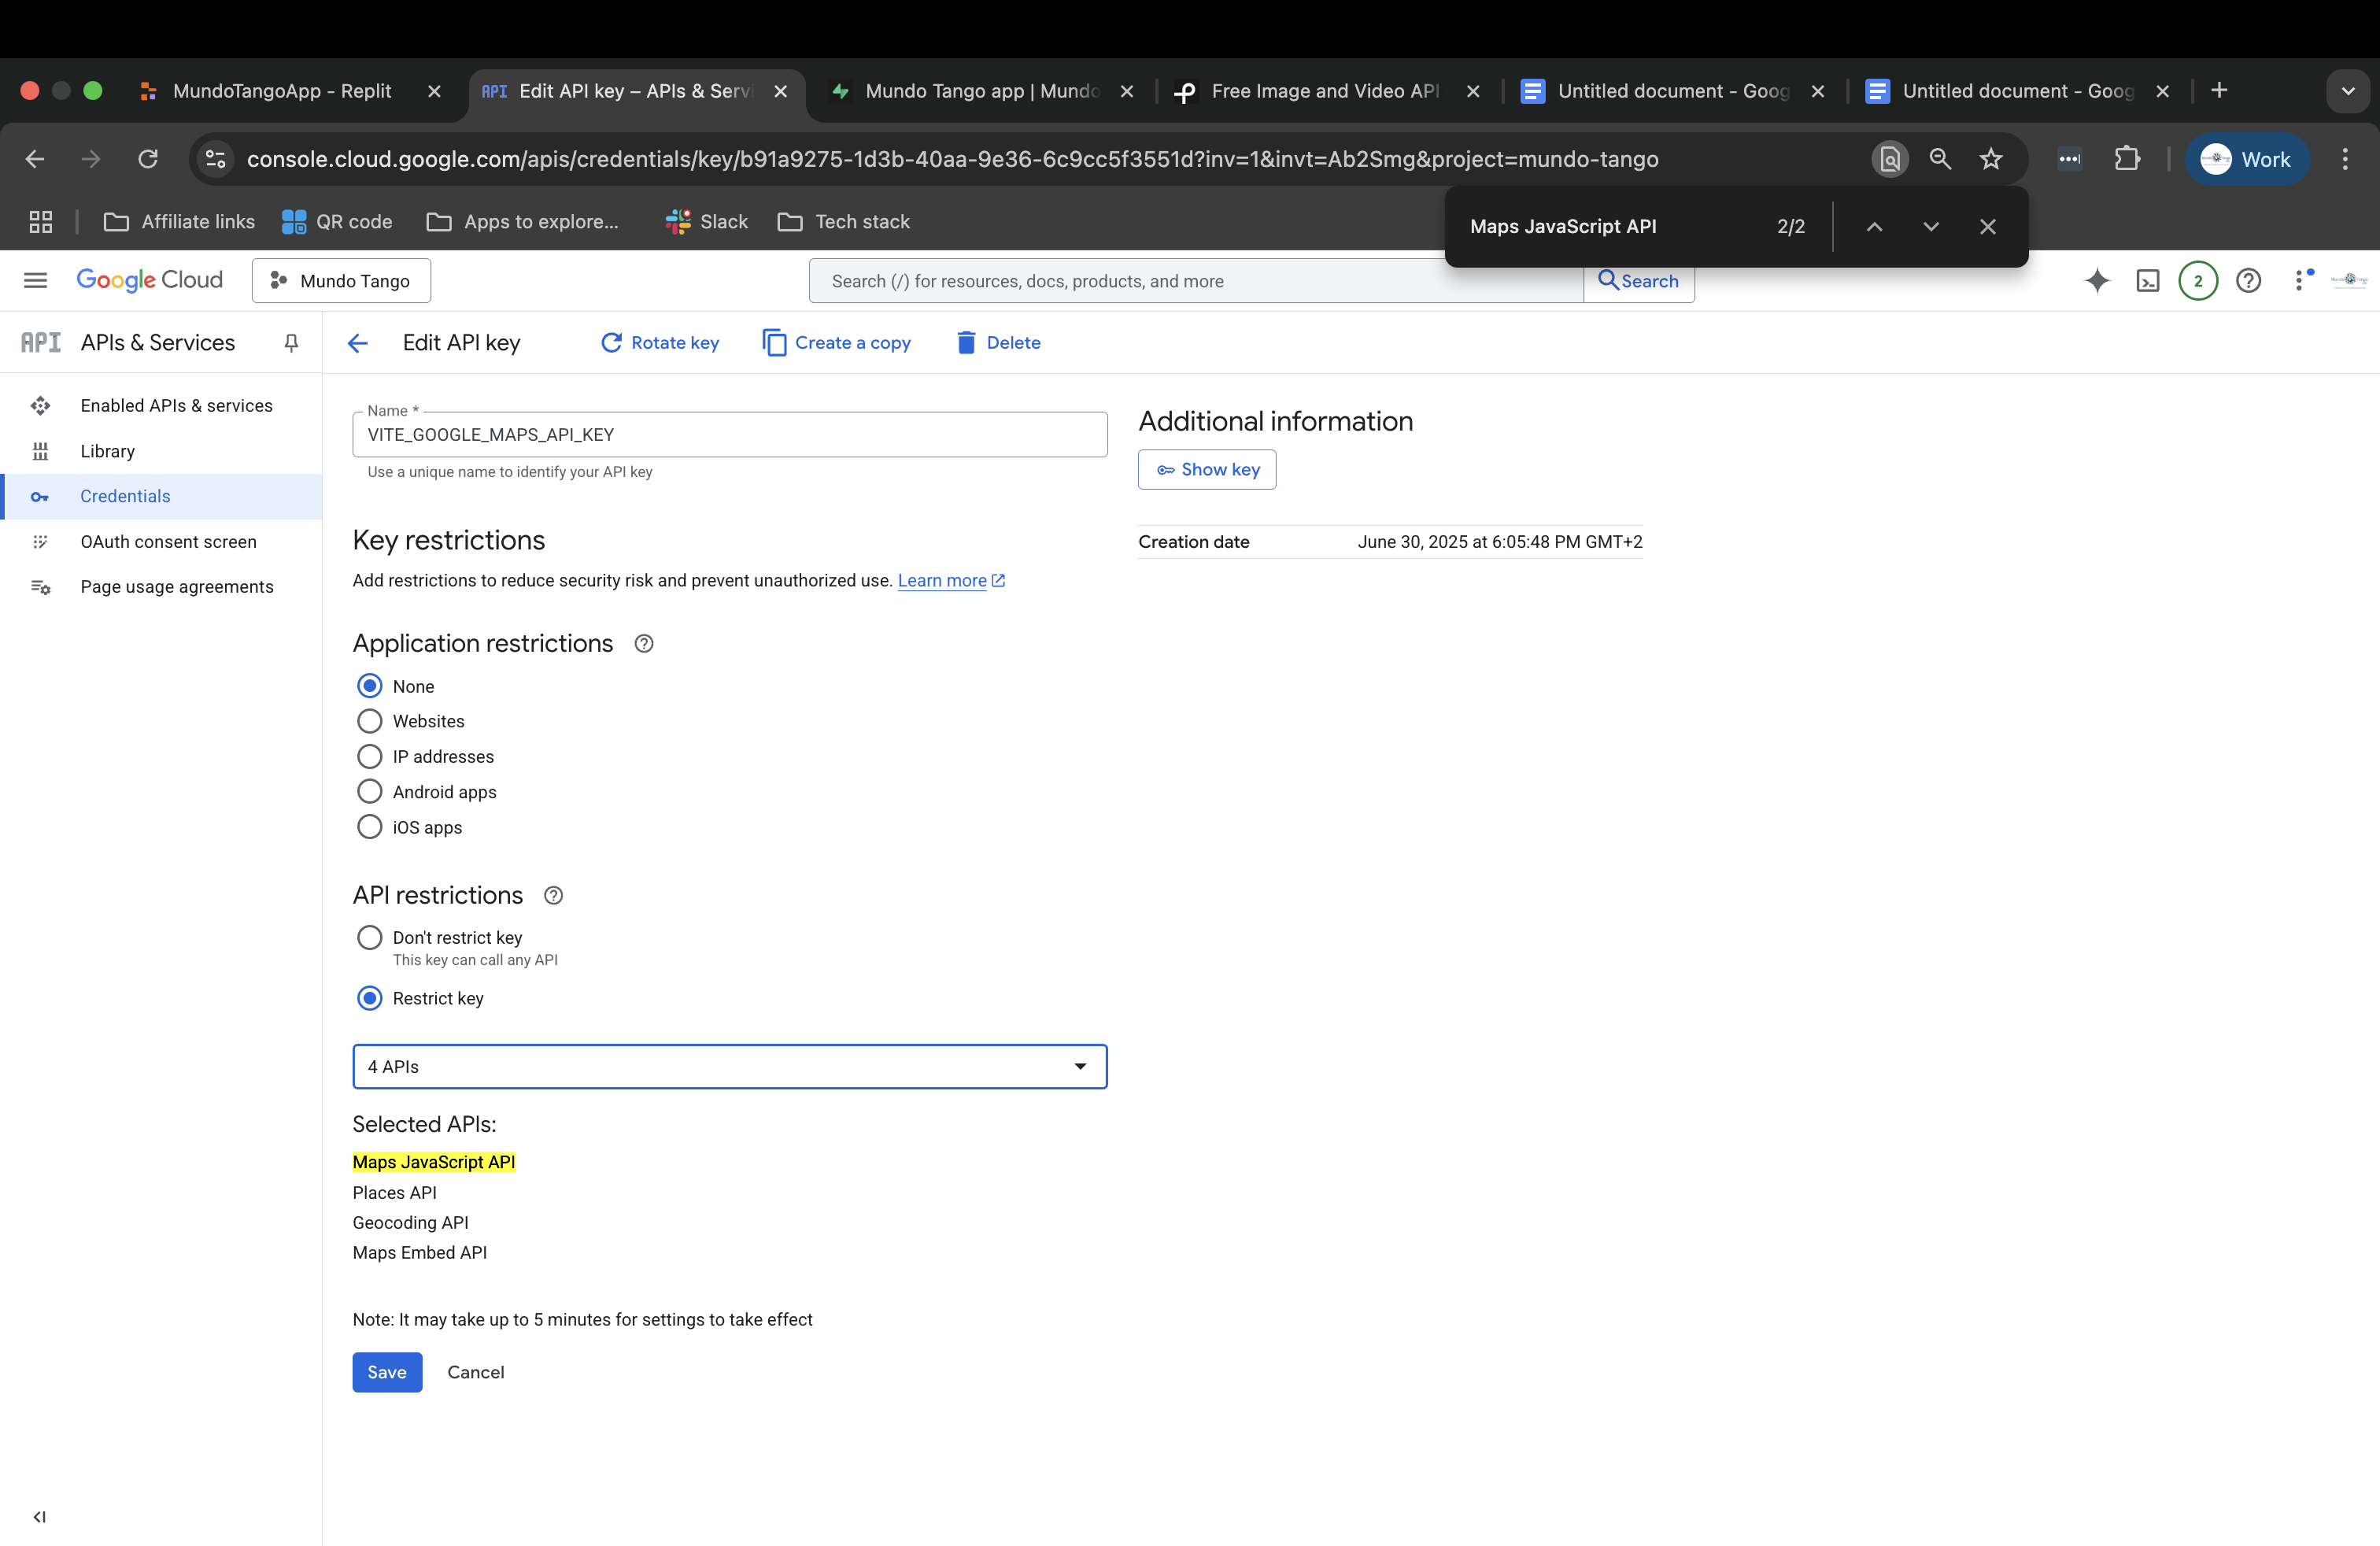 MundoTangoApp - Replit
API Edit API key – APIs & Servi
Mundo Tango app | Mundo
Free Image and Video API
Untitled document - Goog
Untitled document - Goog
console.cloud.google.com/apis/credentials/key/b91a9275-1d3b-40aa-9e36-6c9cc5f3551d?inv=1&invt=Ab2Smg&project=mundo-tango
Work
Affiliate links
QR code
Apps to explore...
Slack
Tech stack
Maps JavaScript API
2/2
Google Cloud
Mundo Tango
Search (/) for resources, docs, products, and more
Search
2
API APIs & Services
Edit API key
Rotate key
Create a copy
Delete
Enabled APIs & services
Library
Credentials
OAuth consent screen
Page usage agreements
Name *
VITE_GOOGLE_MAPS_API_KEY
Use a unique name to identify your API key
Key restrictions
Add restrictions to reduce security risk and prevent unauthorized use. Learn more
Application restrictions
None
Websites
IP addresses
Android apps
iOS apps
API restrictions
Don't restrict key
This key can call any API
Restrict key
4 APIs
Selected APIs:
Maps JavaScript API
Places API
Geocoding API
Maps Embed API
Note: It may take up to 5 minutes for settings to take effect
Save
Cancel
Additional information
Show key
Creation date
June 30, 2025 at 6:05:48 PM GMT+2